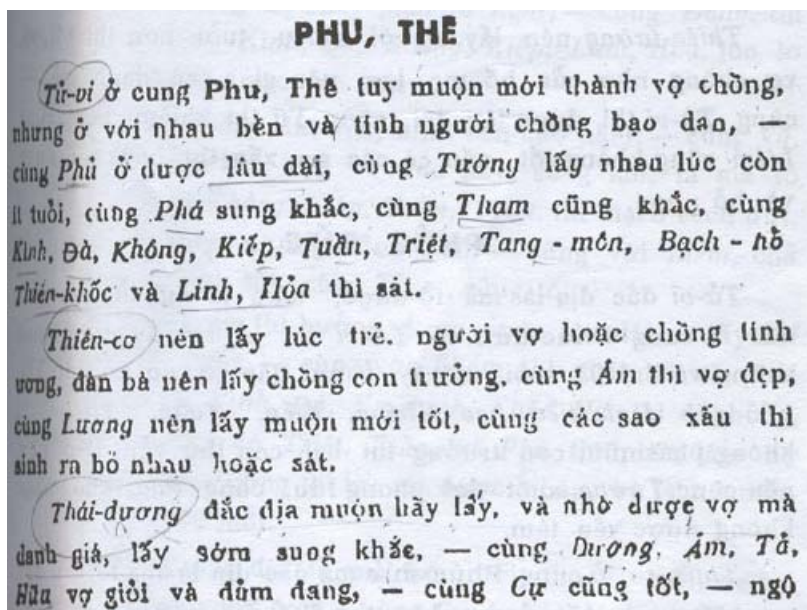 PHU, THÊ
Tử-vi ở cung Phu, Thê tuy muộn mới thành vợ chồng,
nhưng ở với nhau bền và tính người chồng bạo dân,
cùng Phủ ở được lâu dài, cùng Tướng lấy nhau lúc còn
ít tuổi, cùng Phá sung khắc, cùng Tham cũng khắc, cùng
Kinh, Đà, Không, Kiếp, Tuần, Triệt, Tang - môn, Bạch - hổ
Thiên-khốc và Linh, Hỏa thì sát.
Thiên-cơ nên lấy lúc trẻ. người vợ hoặc chồng tính
ương, đàn bà nên lấy chồng con trưởng, cùng Âm thì vợ đẹp,
cùng Lương nên lấy muộn mới tốt, cùng các sao xấu thì
sinh ra bỏ nhau hoặc sát.
Thái-dương đắc địa muộn hãy lấy, và nhờ được vợ mà
danh giá, lấy sớm suog khắc, — cùng Dương, Âm, Tả,
Hữu vợ giỏi và đúm đang, — cùng Cự cũng tốt, — ngộ